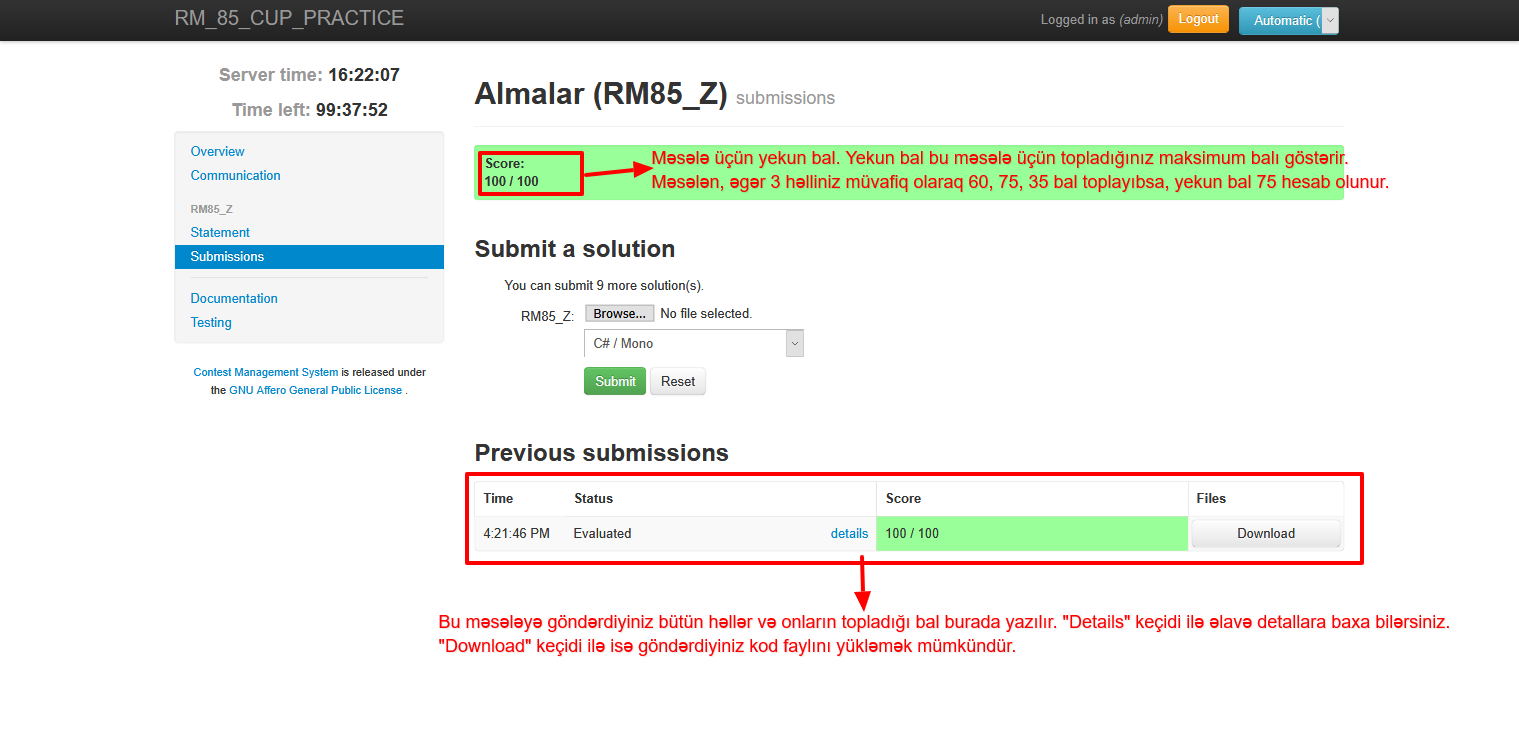 RM_85_CUP_PRACTICE
Logged in as (admin) Logout Automatic (
Server time: 16:22:07
Time left: 99:37:52
Overview
Communication
RM85_Z
Statement
Submissions
Documentation
Testing
Contest Management System is released under
the GNU Affero General Public License .
Almalar (RM85_Z) submissions
Score:
100 / 100
Məsələ üçün yekun bal. Yekun bal bu məsələ üçün topladığınız maksimum balı göstərir.
Məsələn, əgər 3 həlliniz müvafiq olaraq 60, 75, 35 bal toplayıbsa, yekun bal 75 hesab olunur.
Submit a solution
You can submit 9 more solution(s).
RM85_Z: Browse... No file selected.
C# / Mono
Submit Reset
Previous submissions
Time Status Score Files
4:21:46 PM Evaluated details 100 / 100 Download
Bu məsələyə göndərdiyiniz bütün həllər və onların topladığı bal burada yazılır. "Details" keçidi ilə əlavə detallara baxa bilərsiniz.
"Download" keçidi ilə isə göndərdiyiniz kod faylını yükləmək mümkündür.